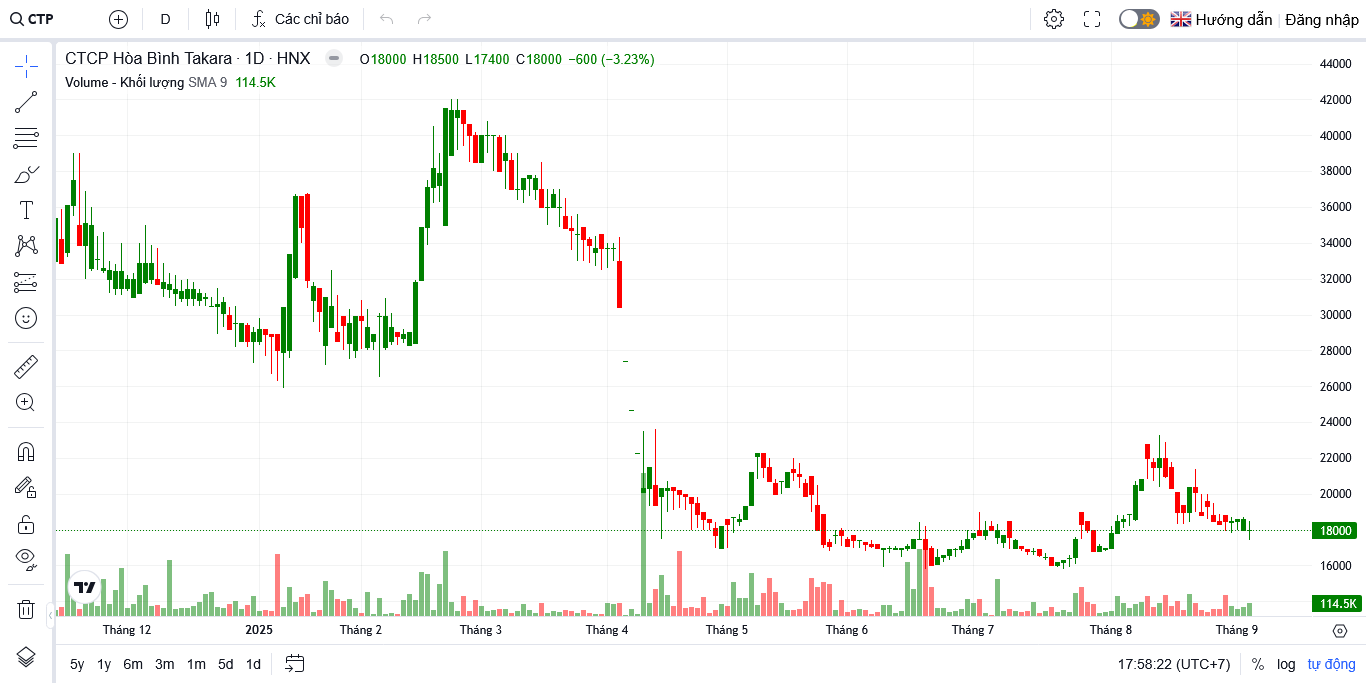 CTP D Các chỉ báo Hướng dẫn Đăng nhập
CTCP Hòa Bình Takara · 1D · HNX O18000 H18500 L17400 C18000 −600 (−3.23%)
Volume - Khối lượng SMA 9 114.5K
44000
42000
40000
38000
36000
34000
32000
30000
28000
26000
24000
22000
20000
18000
16000
114.5K
Tháng 12 2025 Tháng 2 Tháng 3 Tháng 4 Tháng 5 Tháng 6 Tháng 7 Tháng 8 Tháng 9
5y 1y 6m 3m 1m 5d 1d 17:58:22 (UTC+7) % log tự động